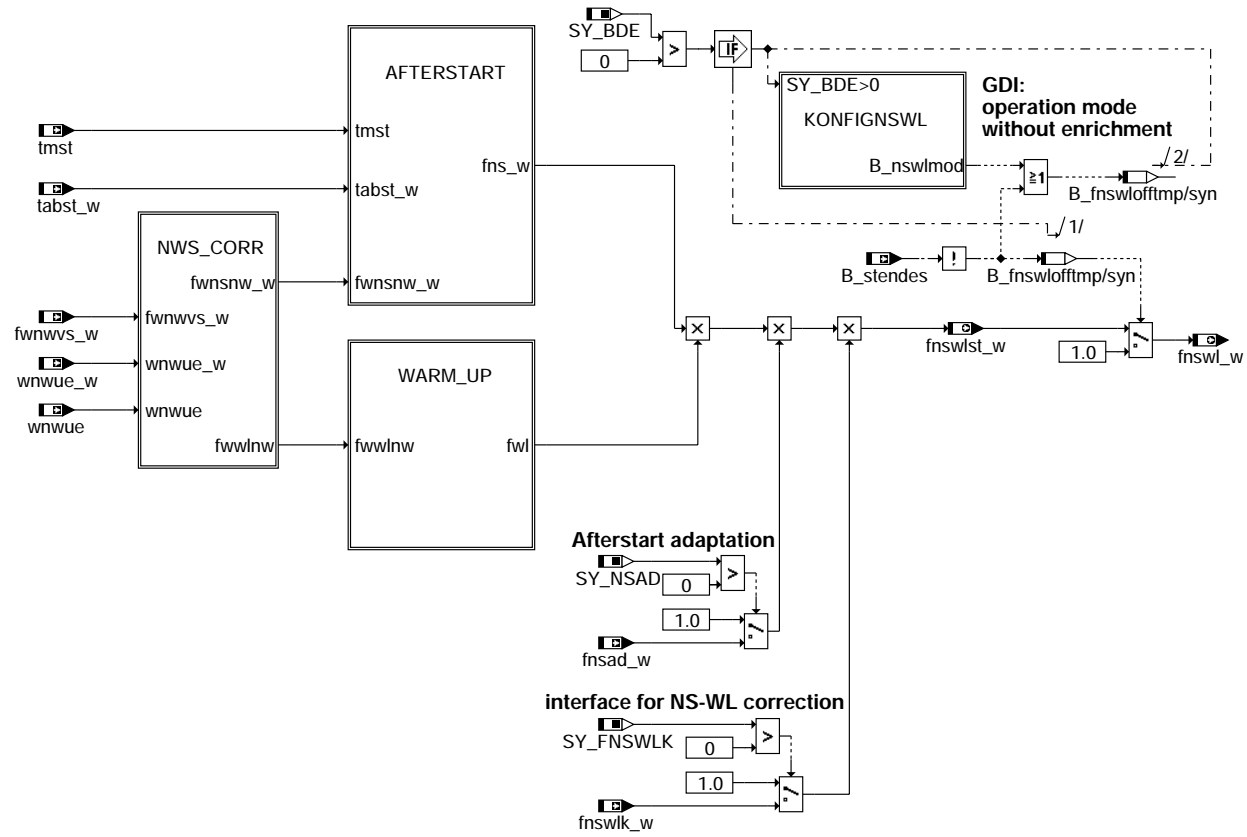 SY_BDE
0
>
IF
SY_BDE>0
KONFIGNSWL
B_nswlmod
GDI:
operation mode
without enrichment
≥1
/2/
B_fnswlofftmp/syn
/1/
B_stendes
!
B_fnswlofftmp/syn
AFTERSTART
tmst
tmst
tabst_w
tabst_w
fns_w
fwnsnw_w
NWS_CORR
fwnsnw_w
fwnwvs_w
fwnwvs_w
wnwue_w
wnwue_w
wnwue
wnwue
fwwlnw
WARM_UP
fwwlnw
fwl
×
×
×
fnswlst_w
1.0
fnswl_w
Afterstart adaptation
SY_NSAD
0
>
1.0
fnsad_w
interface for NS-WL correction
SY_FNSWLK
0
>
1.0
fnswlk_w